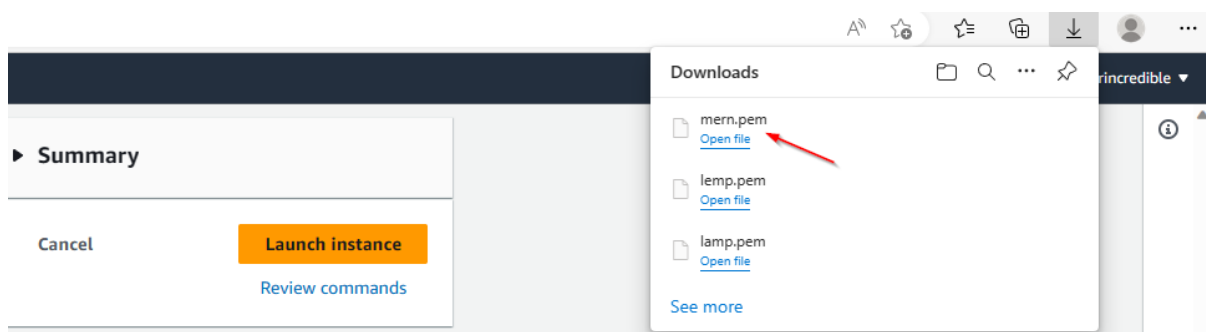 Downloads
rincredible
mern.pem
Open file
Summary
lemp.pem
Open file
Cancel
Launch instance
lamp.pem
Open file
Review commands
See more